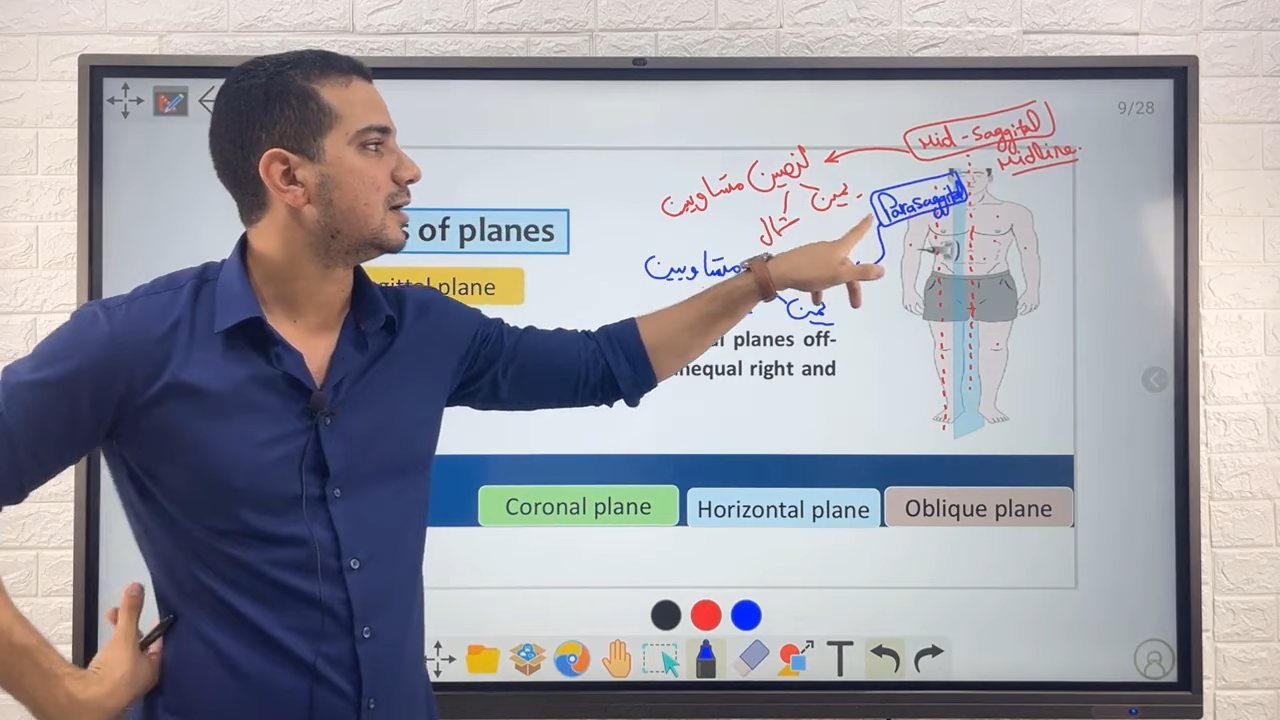 9/28
Mid-saggital
Midline
لنصين متساويين
يمين
شمال
Parasaggital
s of planes
gittal plane
متساويين
يمين
planes off-
nequal right and
Coronal plane
Horizontal plane
Oblique plane
T